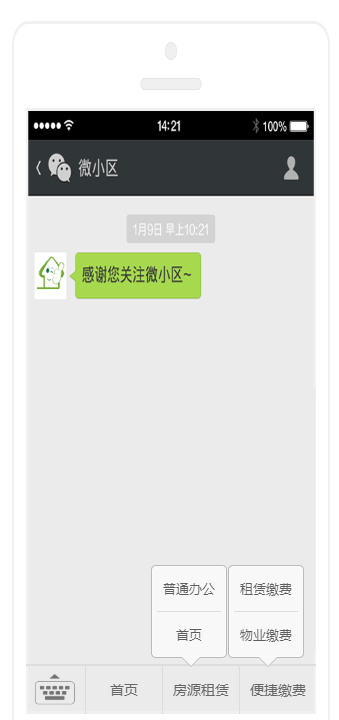 14:21
100%
微小区
1月9日 早上10:21
感谢您关注微小区~
普通办公
租赁缴费
首页
物业缴费
首页
房源租赁
便捷缴费